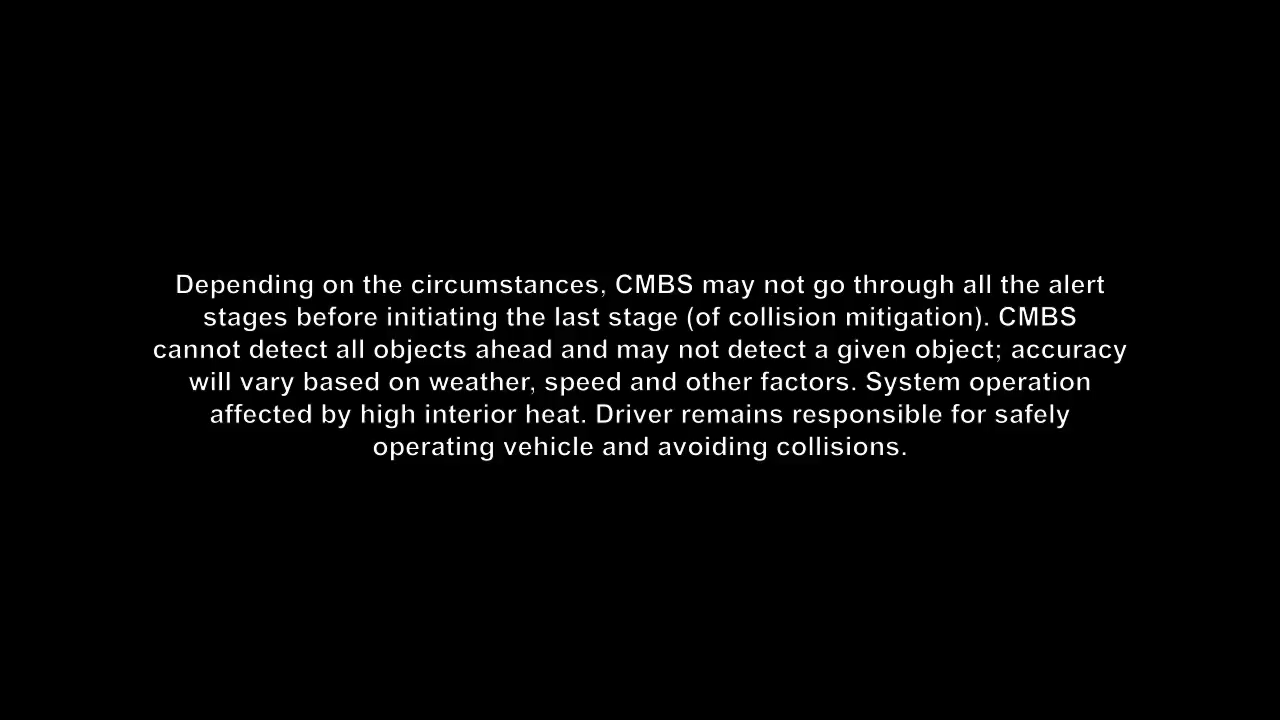 Depending on the circumstances, CMBS may not go through all the alert
stages before initiating the last stage (of collision mitigation). CMBS
cannot detect all objects ahead and may not detect a given object; accuracy
will vary based on weather, speed and other factors. System operation
affected by high interior heat. Driver remains responsible for safely
operating vehicle and avoiding collisions.